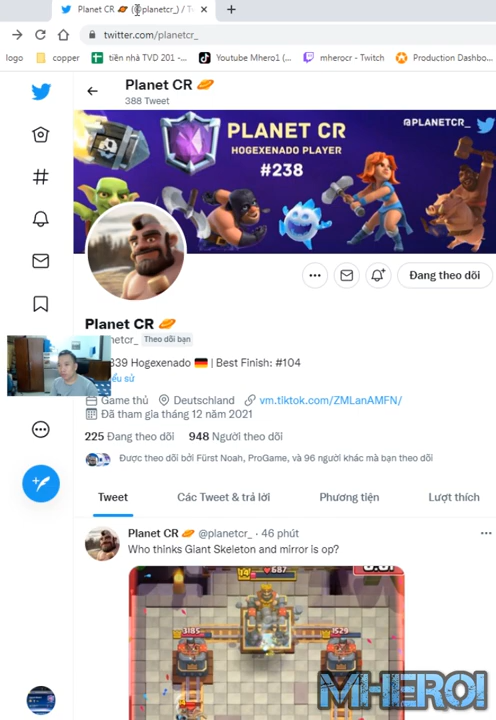 Planet CR (@planetcr_) / Tw
twitter.com/planetcr_
logo copper tiền nhà TVD 201 - ... Youtube Mhero1 (... mherocr - Twitch Production Dashbo...
Planet CR
388 Tweet
PLANET CR
HOGEXENADO PLAYER
#238
@PLANETCR_
Đang theo dõi
Planet CR
netcr_ Theo dõi bạn
339 Hogexenado | Best Finish: #104
ểu sử
Game thủ Deutschland vm.tiktok.com/ZMLanAMFN/
Đã tham gia tháng 12 năm 2021
225 Đang theo dõi 948 Người theo dõi
Được theo dõi bởi Fürst Noah, ProGame, và 96 người khác mà bạn theo dõi
Tweet Các Tweet & trả lời Phương tiện Lượt thích
Planet CR @planetcr_ · 46 phút
Who thinks Giant Skeleton and mirror is op?
687
3185 1529
MHERO1